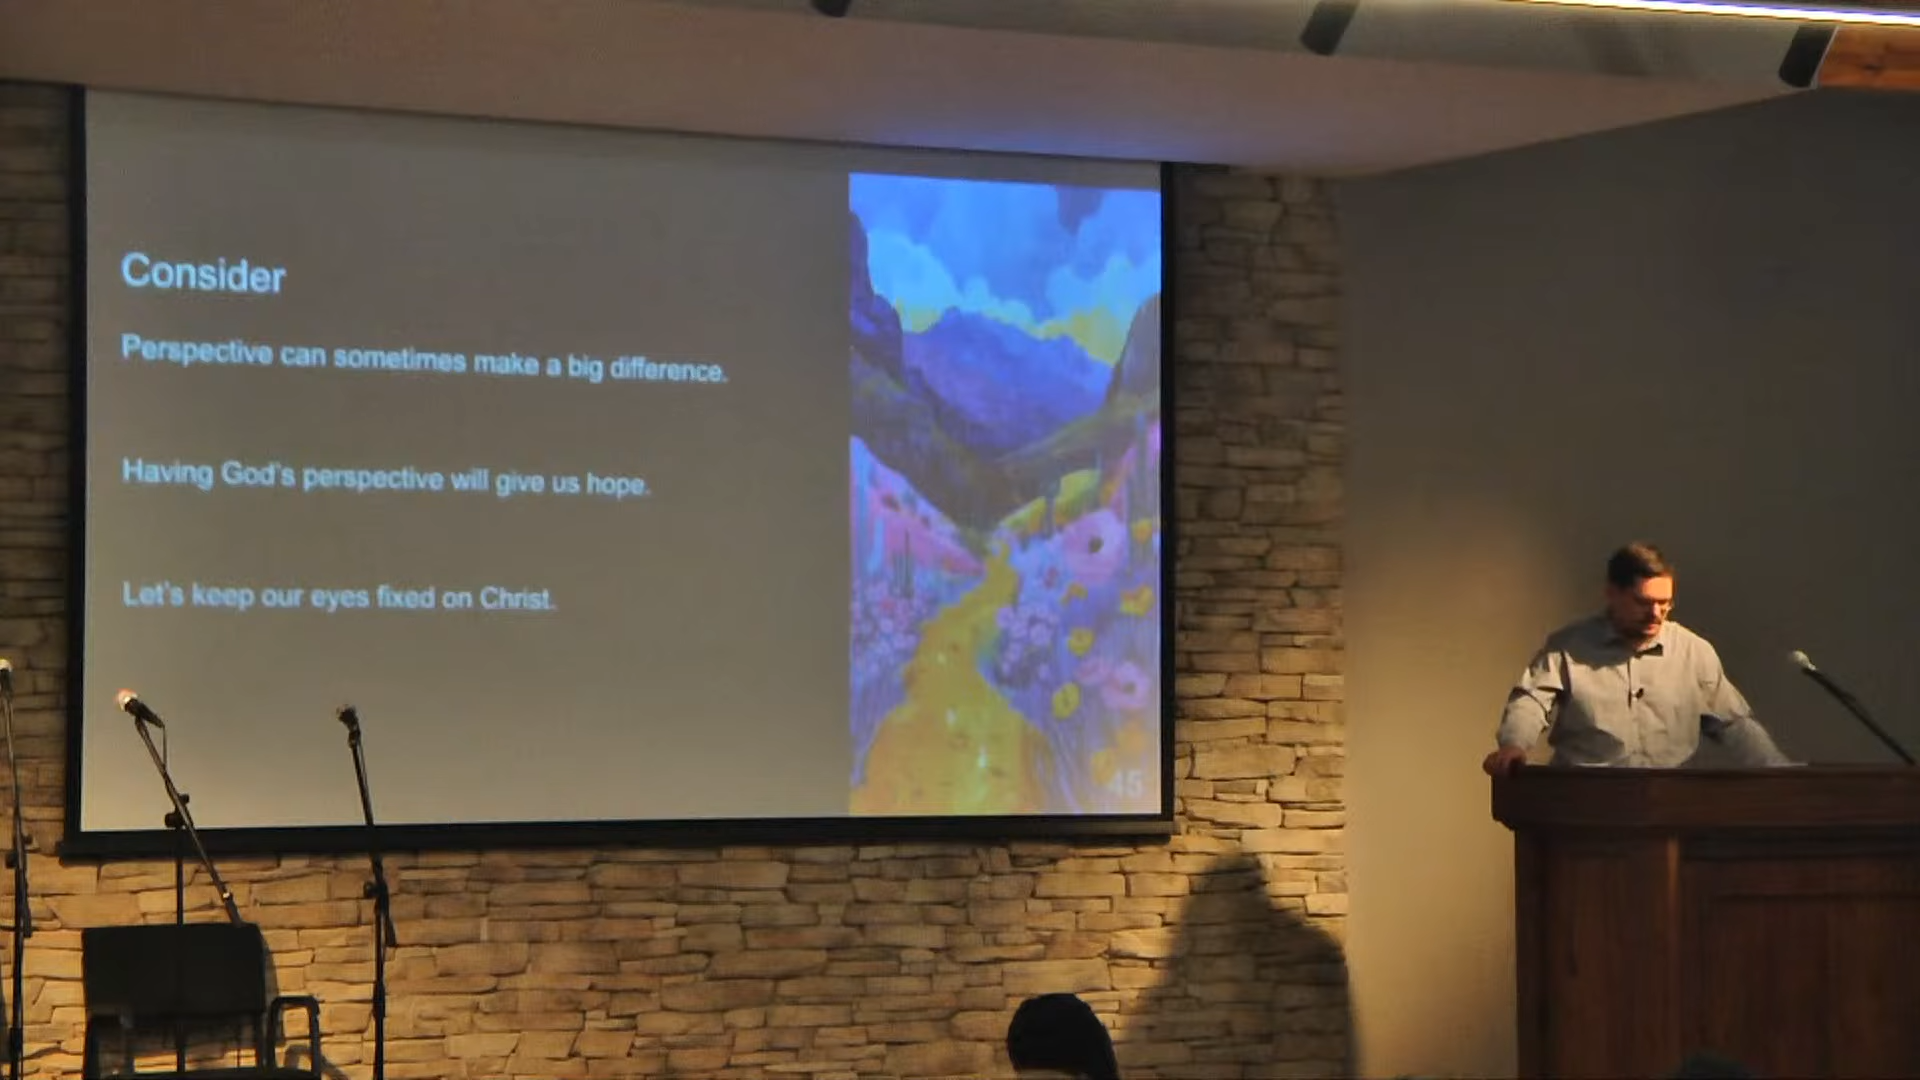 Consider
Perspective can sometimes make a big difference.
Having God's perspective will give us hope.
Let's keep our eyes fixed on Christ.
45